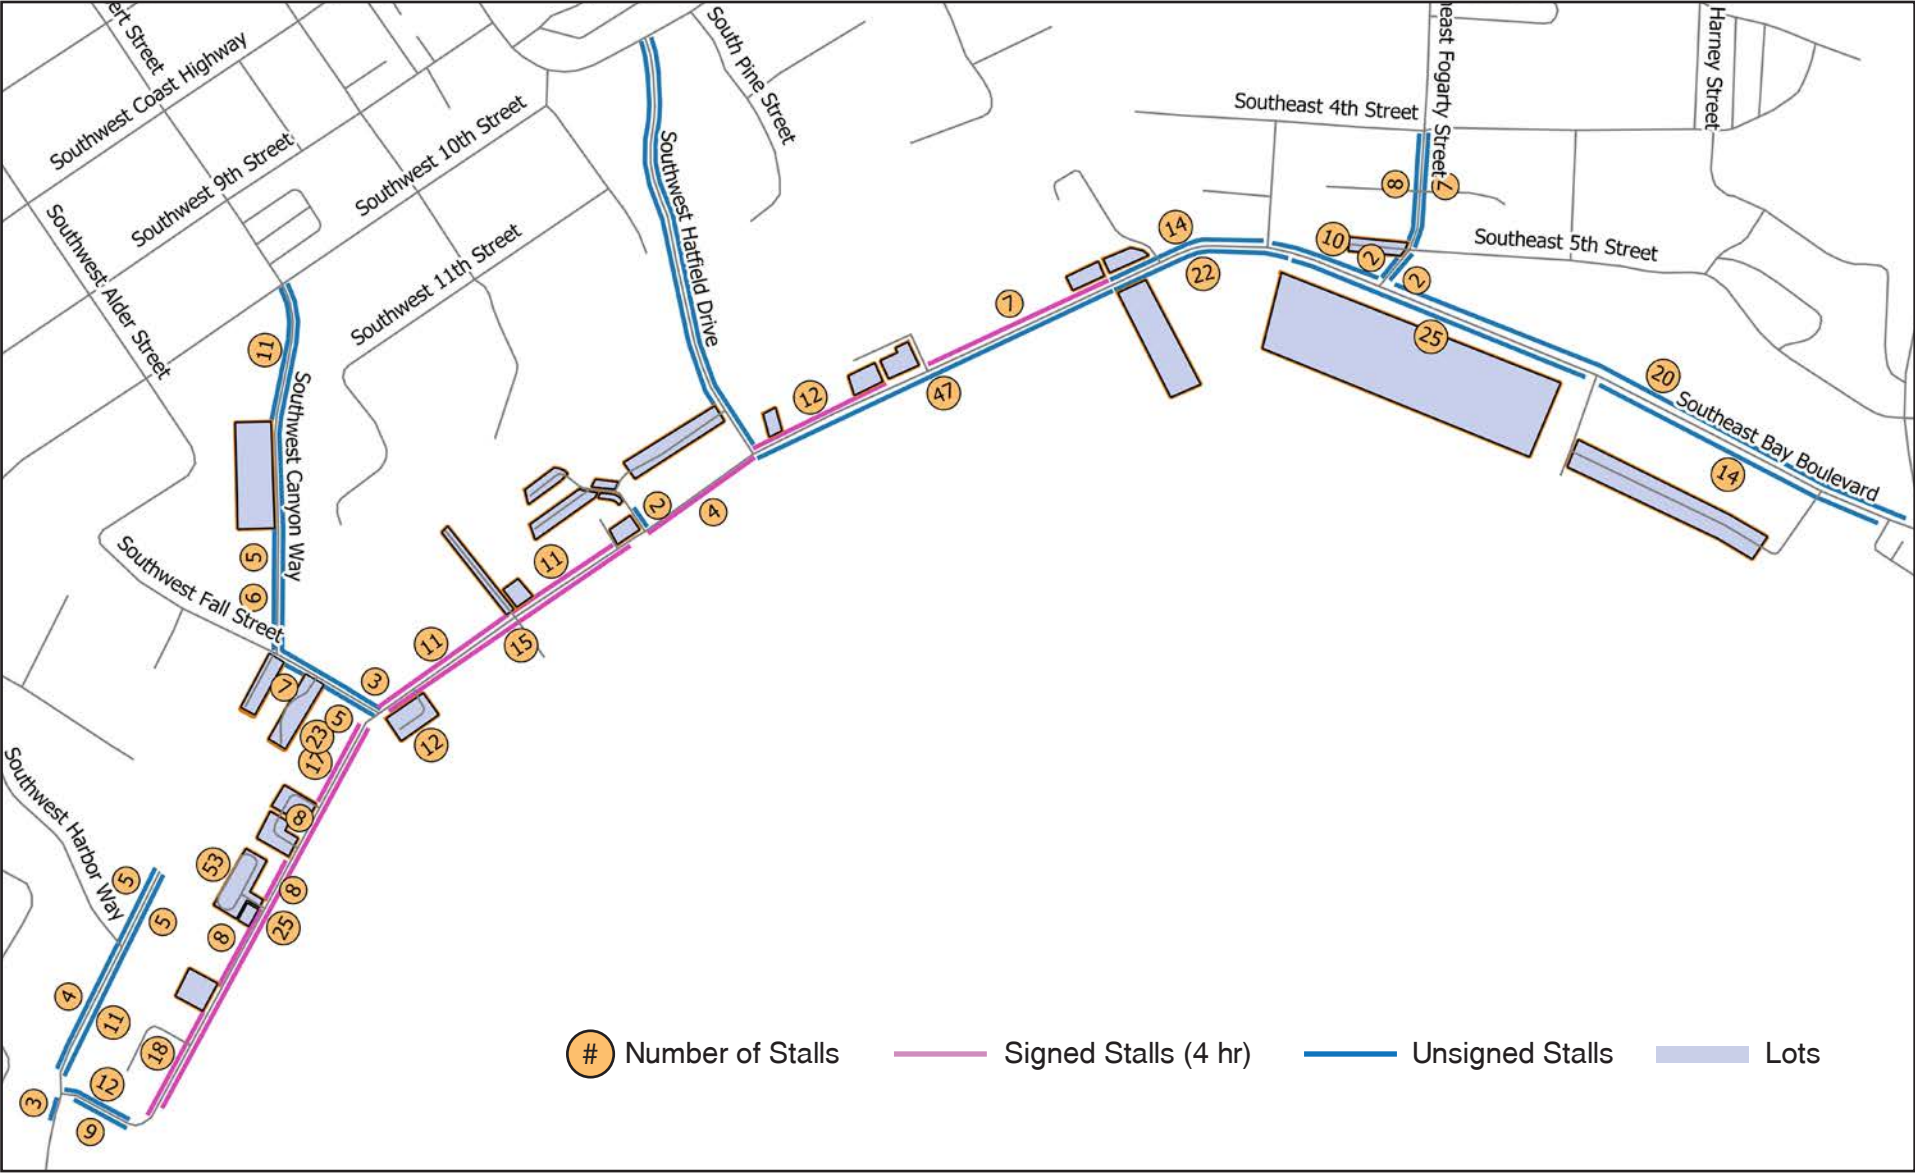 ert Street
Southwest Coast Highway
Southwest 9th Street
Southwest 10th Street
Southwest 11th Street
Southwest Alder Street
South Pine Street
Southwest Hatfield Drive
Southeast 4th Street
east Fogarty Street
Harney Street
Southeast 5th Street
8
7
10
2
2
14
22
7
25
20
Southeast Bay Boulevard
14
47
12
11
Southwest Canyon Way
5
6
Southwest Fall Street
2
4
11
11
15
3
7
5
23
17
12
8
Southwest Harbor Way
53
5
5
8
8
25
4
11
18
12
3
9
# Number of Stalls
Signed Stalls (4 hr)
Unsigned Stalls
Lots